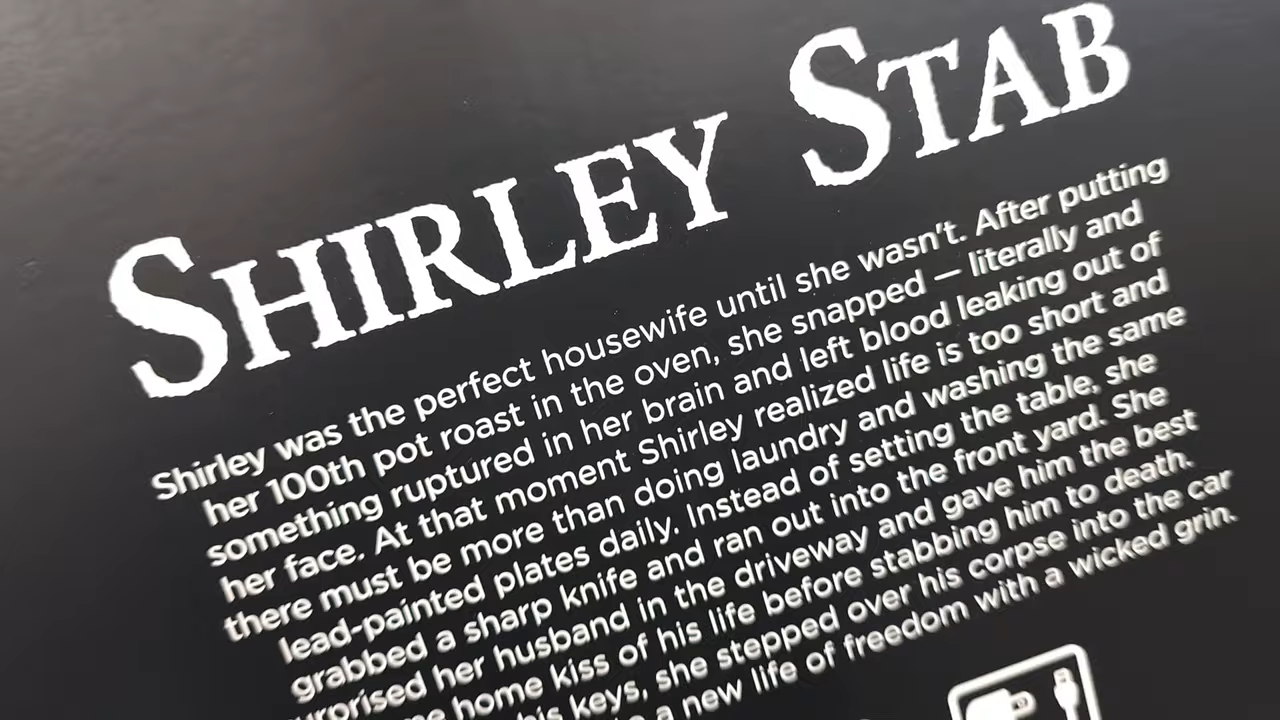 SHIRLEY STAB
Shirley was the perfect housewife until she wasn't. After putting
her 100th pot roast in the oven, she snapped – literally and
something ruptured in her brain and left blood leaking out of
her face. At that moment Shirley realized life is too short and
there must be more than doing laundry and washing the same
lead-painted plates daily. Instead of setting the table, she
grabbed a sharp knife and ran out into the front yard. She
surprised her husband in the driveway and gave him the best
home kiss of his life before stabbing him to death.
his keys, she stepped over his corpse into the car
a new life of freedom with a wicked grin.